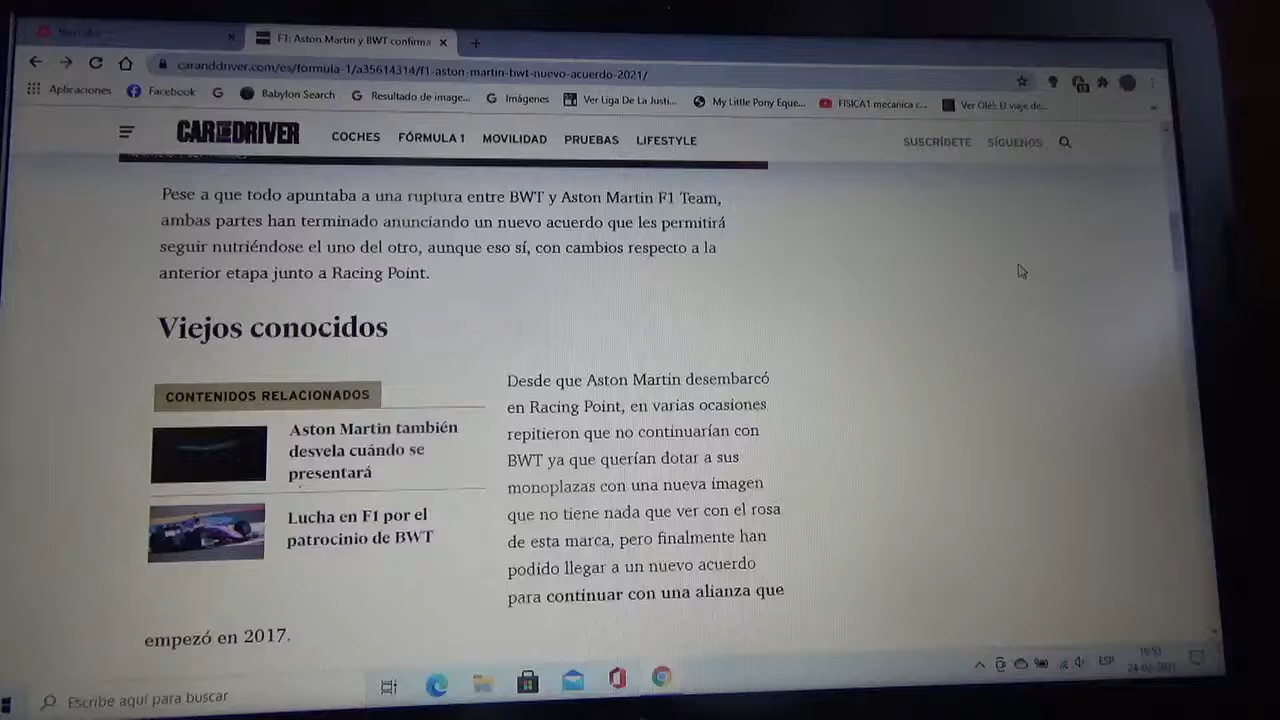 F1: Aston Martin y BWT confirma
caranddriver.com/es/formula-1/a35614314/f1-aston-martin-bwt-nuevo-acuerdo-2021/
Aplicaciones Facebook Babylon Search Resultado de image... Imágenes Ver Liga De La Justi... My Little Pony Eque... FISICA1 mecanica c... Ver Olé!: El viaje de...
CAR AND DRIVER COCHES FÓRMULA 1 MOVILIDAD PRUEBAS LIFESTYLE SUSCRÍBETE SÍGUENOS
Pese a que todo apuntaba a una ruptura entre BWT y Aston Martin F1 Team,
ambas partes han terminado anunciando un nuevo acuerdo que les permitirá
seguir nutriéndose el uno del otro, aunque eso sí, con cambios respecto a la
anterior etapa junto a Racing Point.
Viejos conocidos
CONTENIDOS RELACIONADOS
Aston Martin también
desvela cuándo se
presentará
Lucha en F1 por el
patrocinio de BWT
Desde que Aston Martin desembarcó
en Racing Point, en varias ocasiones
repitieron que no continuarían con
BWT ya que querían dotar a sus
monoplazas con una nueva imagen
que no tiene nada que ver con el rosa
de esta marca, pero finalmente han
podido llegar a un nuevo acuerdo
para continuar con una alianza que
empezó en 2017.
Escribe aquí para buscar
ESP